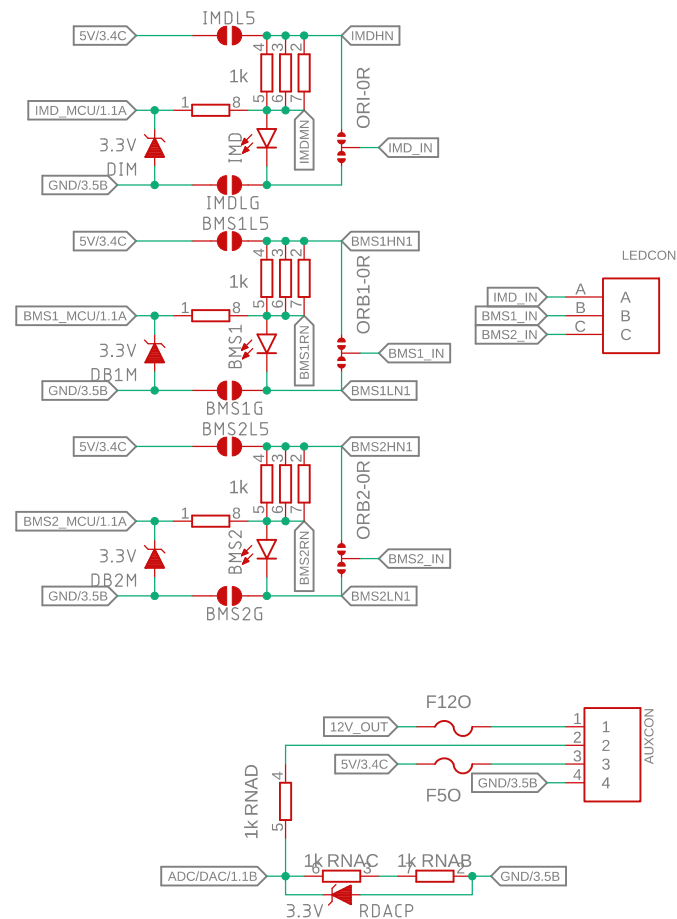 IMDL5
5V/3.4C
IMDHN
4 3 2
1k
5 6 7
ORI-0R
IMD_MCU/1.1A
1 8
IMDMN
3.3V
IMD
IMD_IN
DIM
GND/3.5B
IMDLG
BMS1L5
5V/3.4C
BMS1HN1
4 3 2
1k
5 6 7
ORB1-0R
BMS1_MCU/1.1A
1 8
BMS1RN
3.3V
BMS1
BMS1_IN
DB1M
GND/3.5B
BMS1LN1
BMS1G
LEDCON
IMD_IN A A
BMS1_IN B B
BMS2_IN C C
BMS2L5
5V/3.4C
BMS2HN1
4 3 2
1k
5 6 7
ORB2-0R
BMS2_MCU/1.1A
1 8
BMS2RN
3.3V
BMS2
BMS2_IN
DB2M
GND/3.5B
BMS2LN1
BMS2G
F12O
12V_OUT 1 1
2 2
5V/3.4C 3 3
GND/3.5B 4 4
AUXCON
F5O
1k RNAD
4
5
1k RNAC
1k RNAB
ADC/DAC/1.1B
6 3 7 2
GND/3.5B
3.3V RDACP